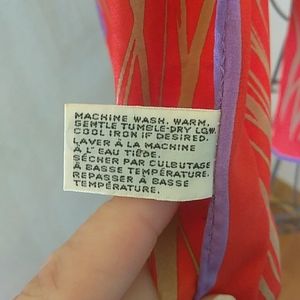 MACHINE WASH. WARM.
GENTLE TUMBLE-DRY LOW.
COOL IRON IF DESIRED.
LAVER À LA MACHINE
À L'EAU TIÈDE.
SÉCHER PAR CULBUTAGE
À BASSE TEMPÉRATURE.
REPASSER À BASSE
TEMPÉRATURE.